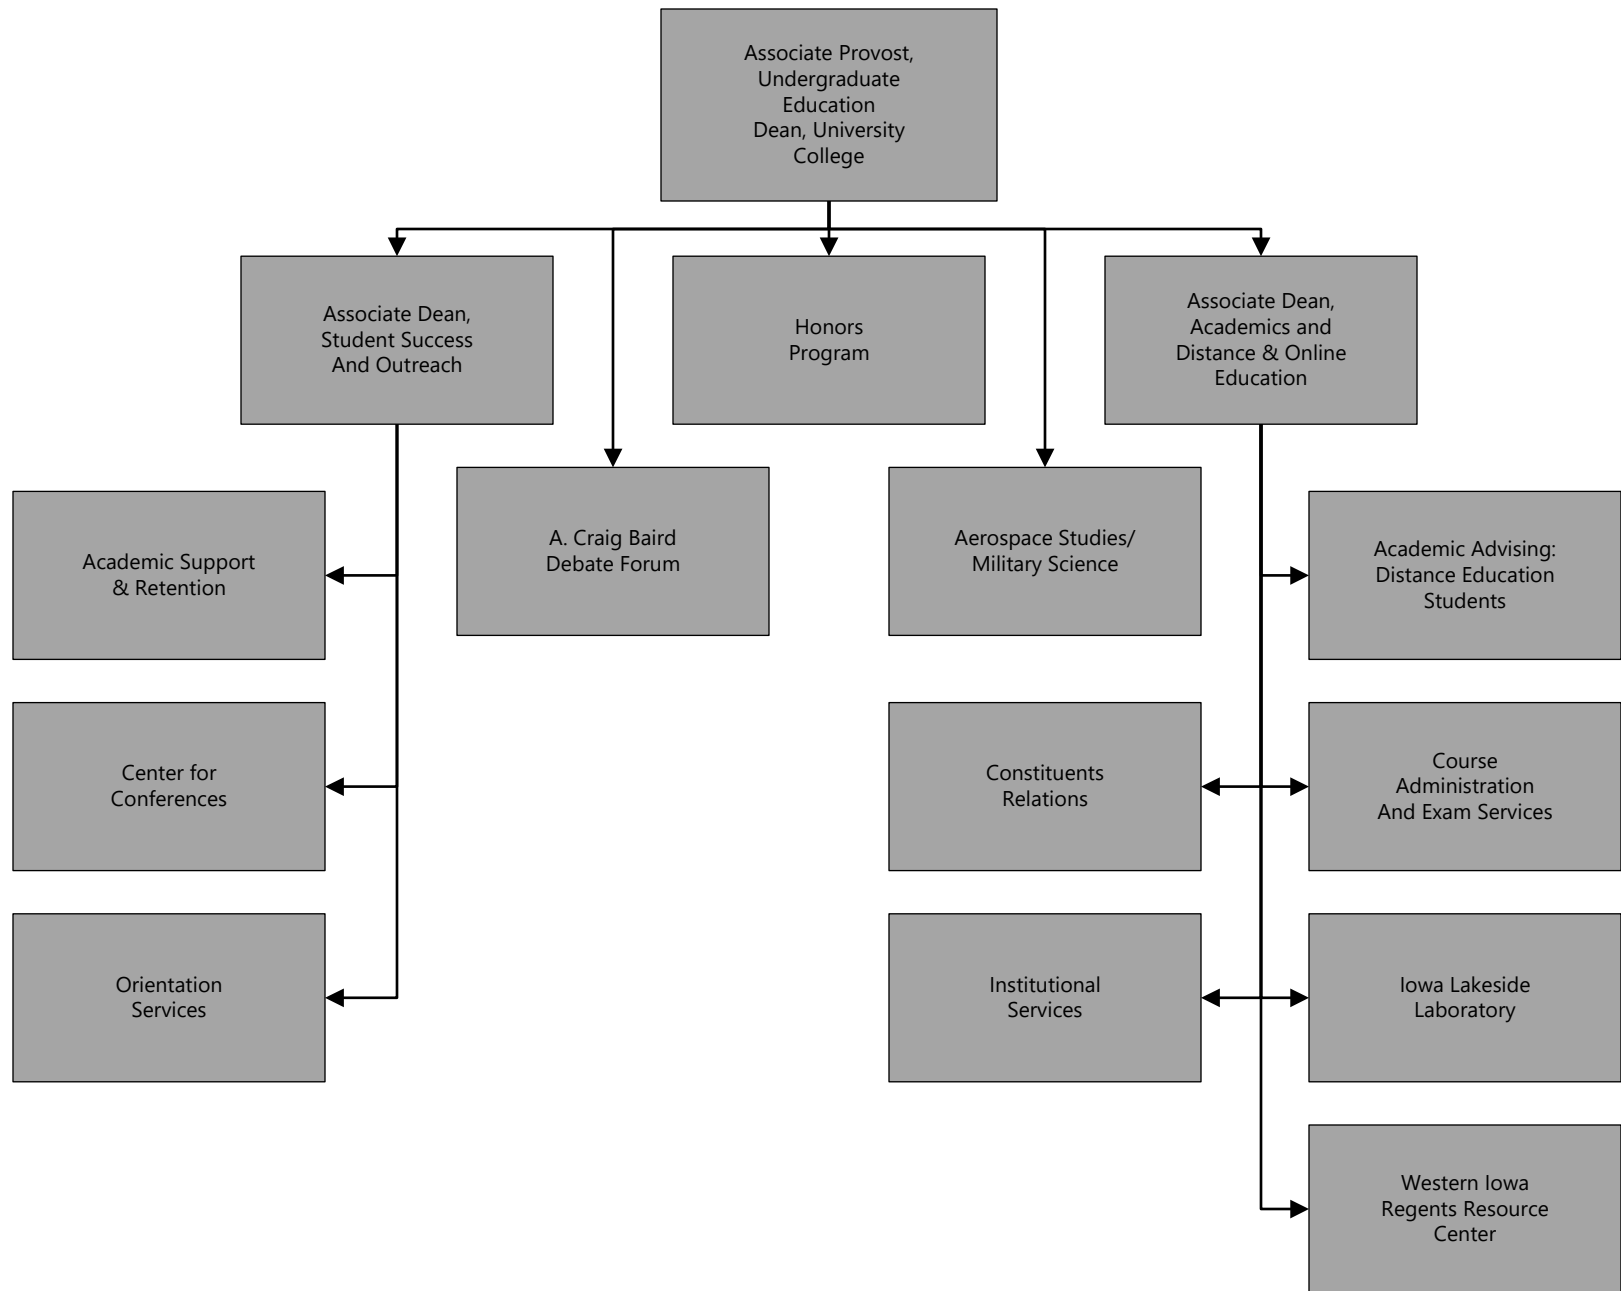 Associate Provost,
Undergraduate
Education
Dean, University
College
Associate Dean,
Student Success
And Outreach
Honors
Program
Associate Dean,
Academics and
Distance & Online
Education
A. Craig Baird
Debate Forum
Aerospace Studies/
Military Science
Academic Support
& Retention
Academic Advising:
Distance Education
Students
Center for
Conferences
Constituents
Relations
Course
Administration
And Exam Services
Orientation
Services
Institutional
Services
Iowa Lakeside
Laboratory
Western Iowa
Regents Resource
Center